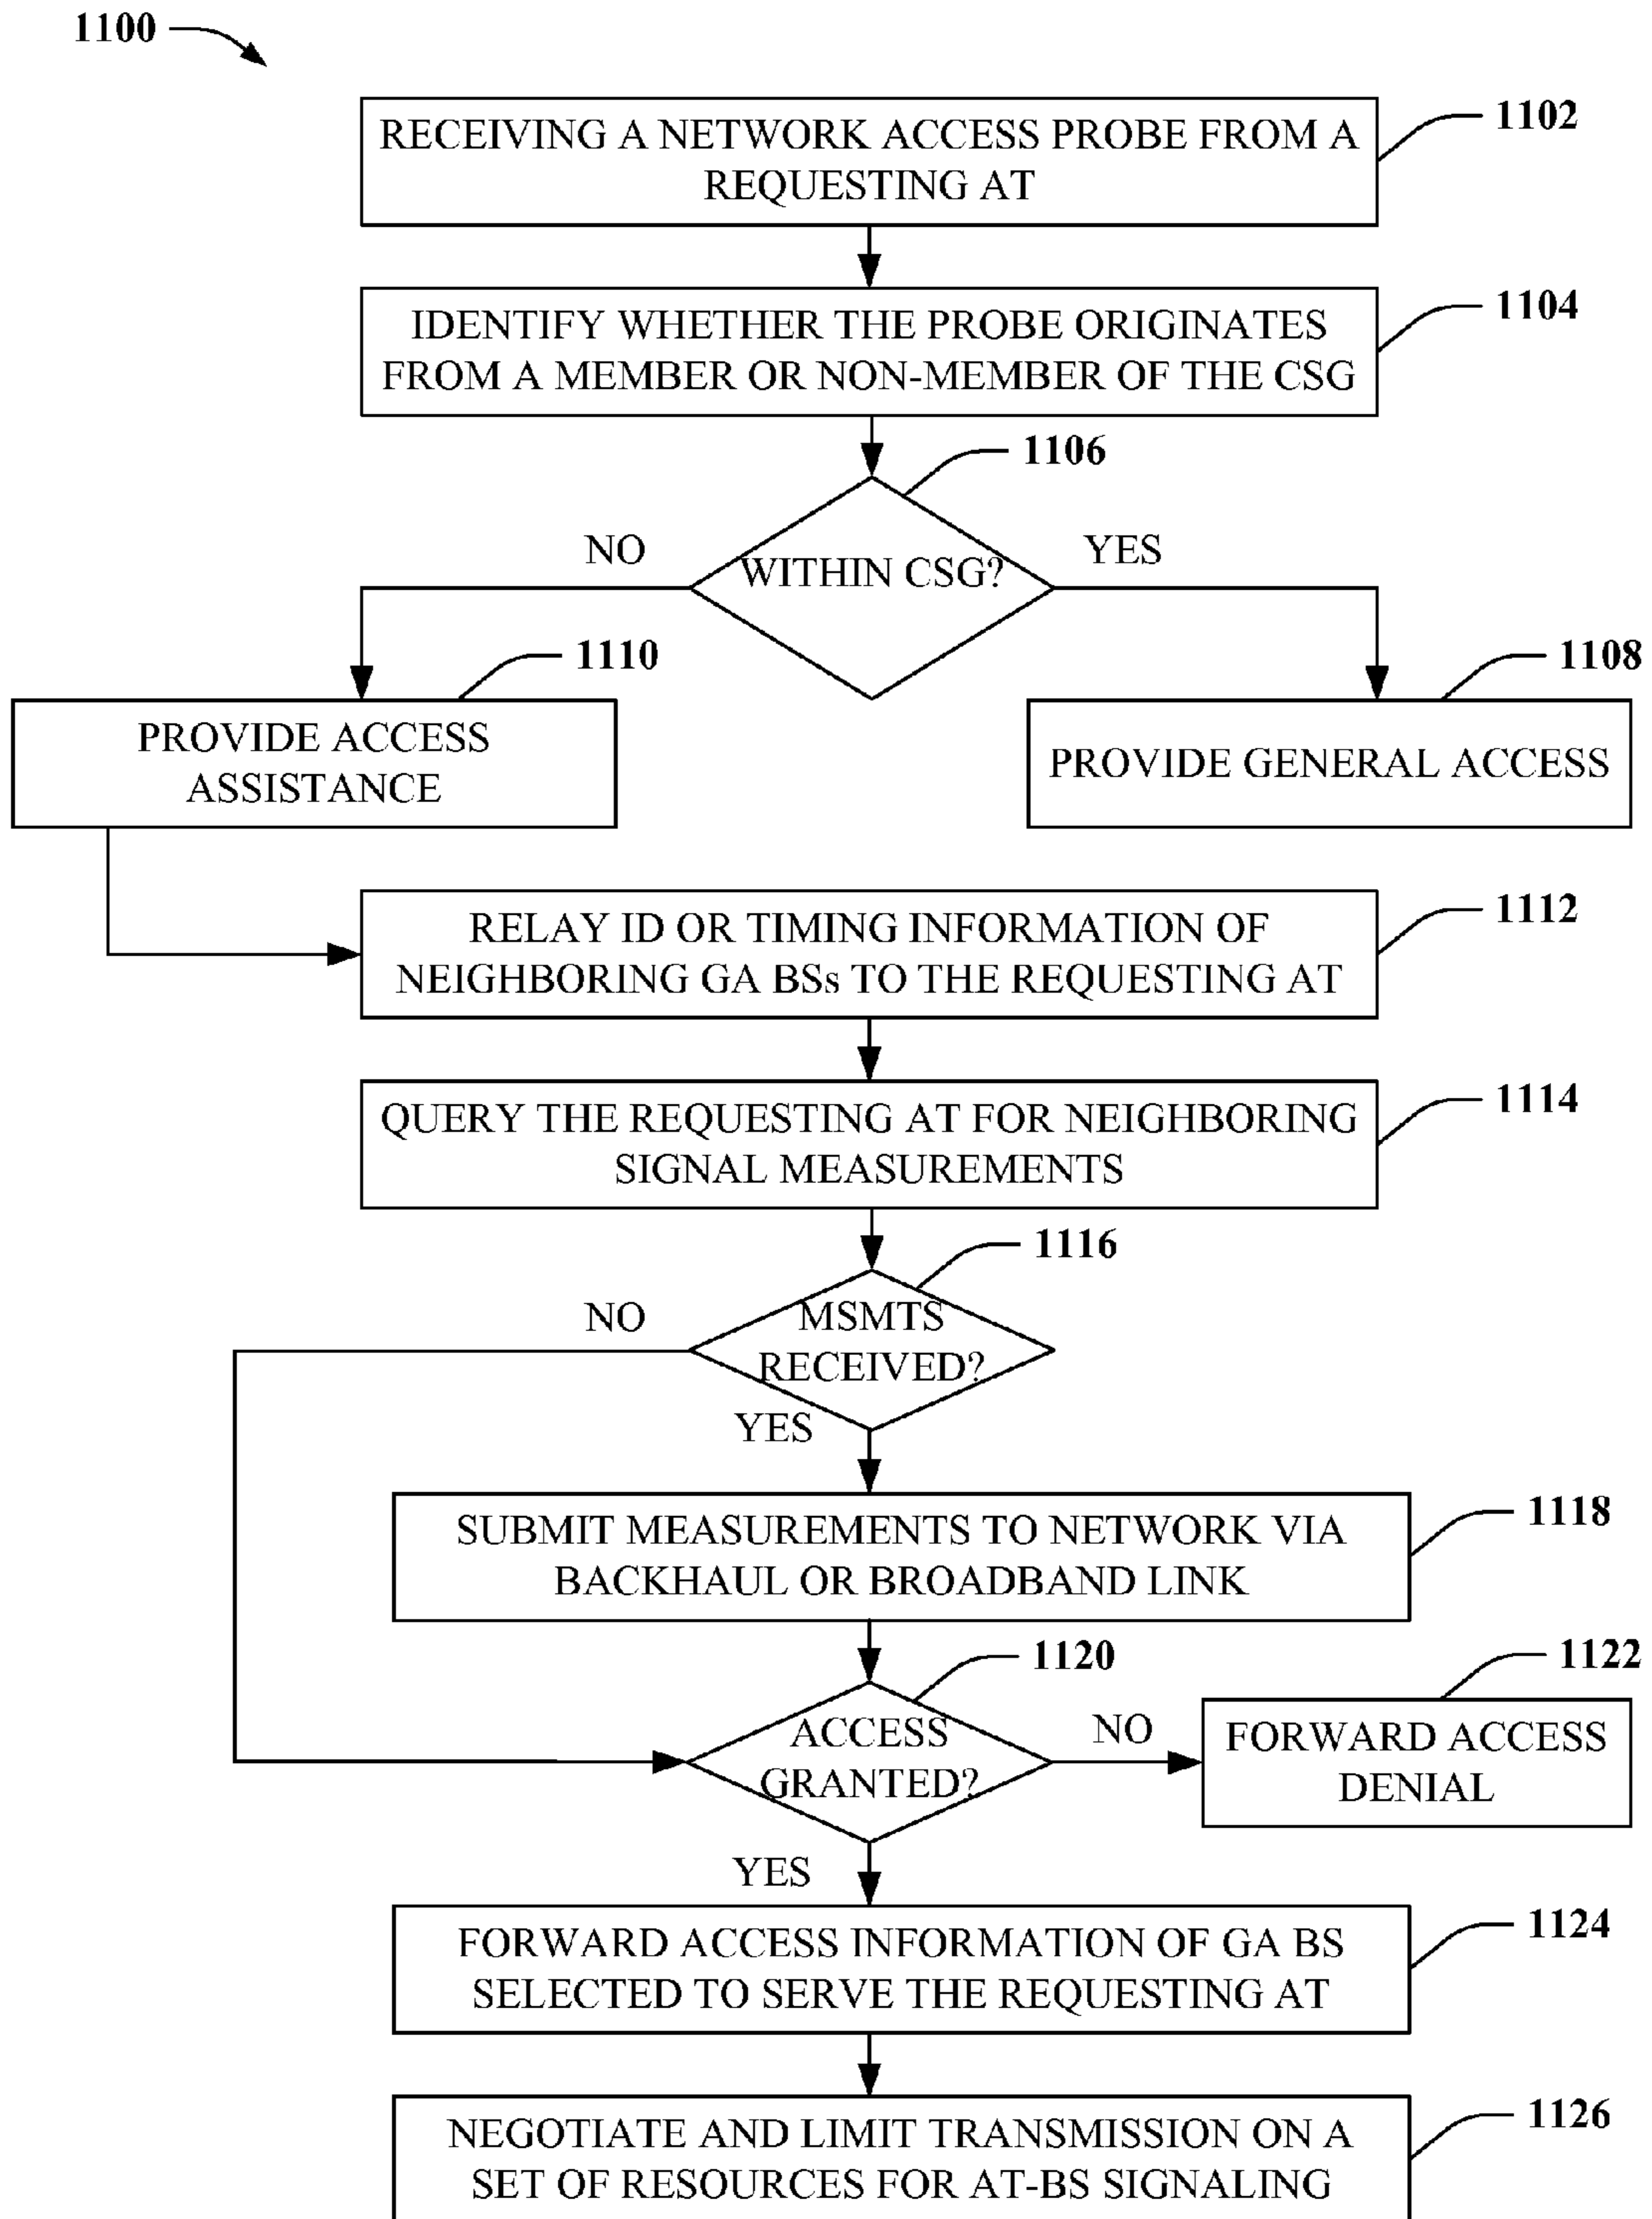 1100
RECEIVING A NETWORK ACCESS PROBE FROM A
REQUESTING AT
1102
IDENTIFY WHETHER THE PROBE ORIGINATES
FROM A MEMBER OR NON-MEMBER OF THE CSG
1104
1106
NO
WITHIN CSG?
YES
1110
1108
PROVIDE ACCESS
ASSISTANCE
PROVIDE GENERAL ACCESS
RELAY ID OR TIMING INFORMATION OF
NEIGHBORING GA BSs TO THE REQUESTING AT
1112
QUERY THE REQUESTING AT FOR NEIGHBORING
SIGNAL MEASUREMENTS
1114
1116
NO
MSMTS
RECEIVED?
YES
SUBMIT MEASUREMENTS TO NETWORK VIA
BACKHAUL OR BROADBAND LINK
1118
1120
1122
ACCESS
GRANTED?
NO
FORWARD ACCESS
DENIAL
YES
FORWARD ACCESS INFORMATION OF GA BS
SELECTED TO SERVE THE REQUESTING AT
1124
NEGOTIATE AND LIMIT TRANSMISSION ON A
SET OF RESOURCES FOR AT-BS SIGNALING
1126